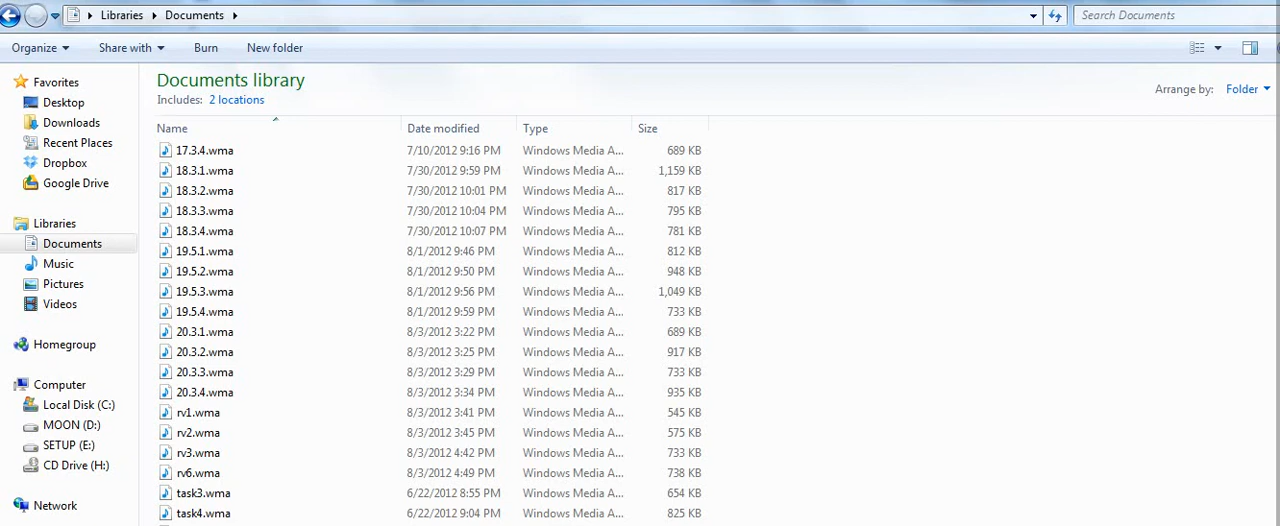 Libraries Documents Search Documents
Organize Share with Burn New folder
Documents library
Includes: 2 locations
Arrange by: Folder
Favorites
Desktop
Downloads
Recent Places
Dropbox
Google Drive
Libraries
Documents
Music
Pictures
Videos
Homegroup
Computer
Local Disk (C:)
MOON (D:)
SETUP (E:)
CD Drive (H:)
Network
Name Date modified Type Size
17.3.4.wma 7/10/2012 9:16 PM Windows Media A... 689 KB
18.3.1.wma 7/30/2012 9:59 PM Windows Media A... 1,159 KB
18.3.2.wma 7/30/2012 10:01 PM Windows Media A... 817 KB
18.3.3.wma 7/30/2012 10:04 PM Windows Media A... 795 KB
18.3.4.wma 7/30/2012 10:07 PM Windows Media A... 781 KB
19.5.1.wma 8/1/2012 9:46 PM Windows Media A... 812 KB
19.5.2.wma 8/1/2012 9:50 PM Windows Media A... 948 KB
19.5.3.wma 8/1/2012 9:56 PM Windows Media A... 1,049 KB
19.5.4.wma 8/1/2012 9:59 PM Windows Media A... 733 KB
20.3.1.wma 8/3/2012 3:22 PM Windows Media A... 689 KB
20.3.2.wma 8/3/2012 3:25 PM Windows Media A... 917 KB
20.3.3.wma 8/3/2012 3:29 PM Windows Media A... 733 KB
20.3.4.wma 8/3/2012 3:34 PM Windows Media A... 935 KB
rv1.wma 8/3/2012 3:41 PM Windows Media A... 545 KB
rv2.wma 8/3/2012 3:45 PM Windows Media A... 575 KB
rv3.wma 8/3/2012 4:42 PM Windows Media A... 733 KB
rv6.wma 8/3/2012 4:49 PM Windows Media A... 738 KB
task3.wma 6/22/2012 8:55 PM Windows Media A... 654 KB
task4.wma 6/22/2012 9:04 PM Windows Media A... 825 KB